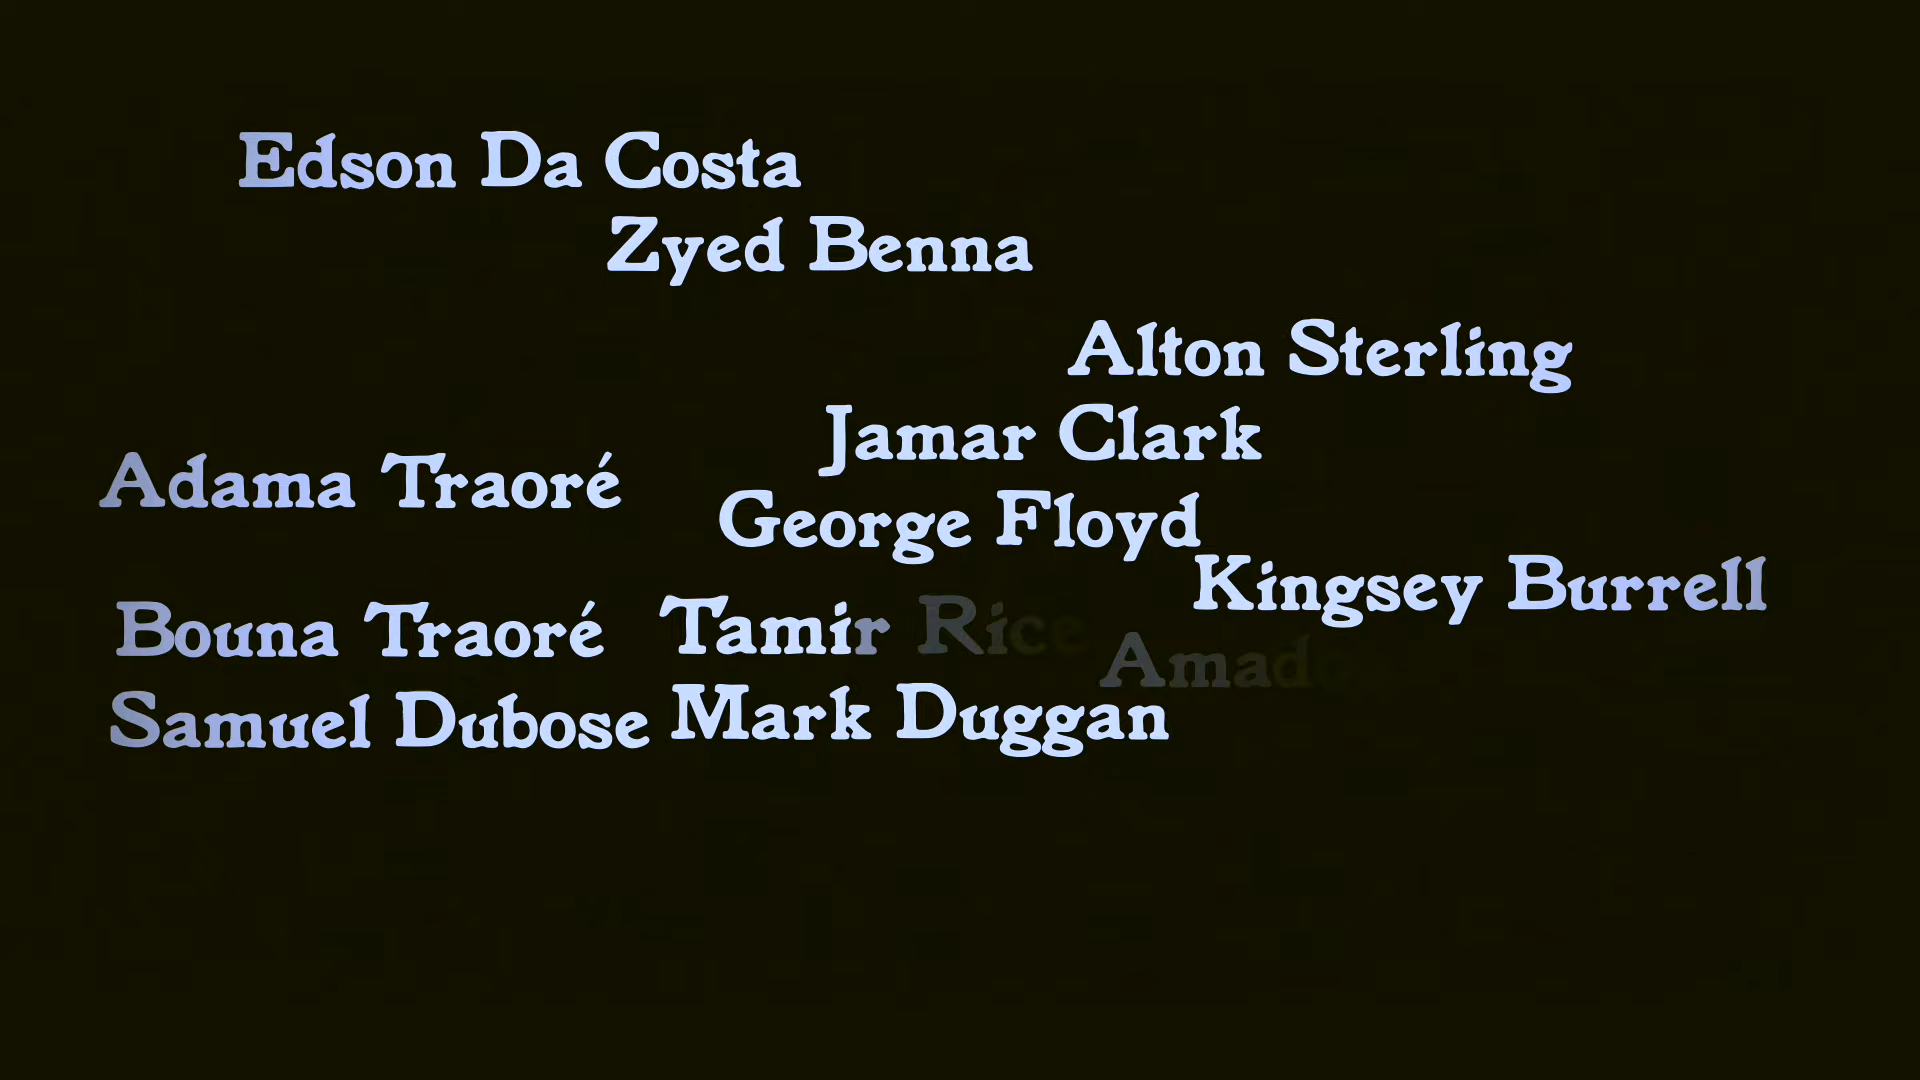 Edson Da Costa
Zyed Benna
Alton Sterling
Jamar Clark
Adama Traoré
George Floyd
Kingsey Burrell
Bouna Traoré
Tamir Rice
Samuel Dubose
Mark Duggan